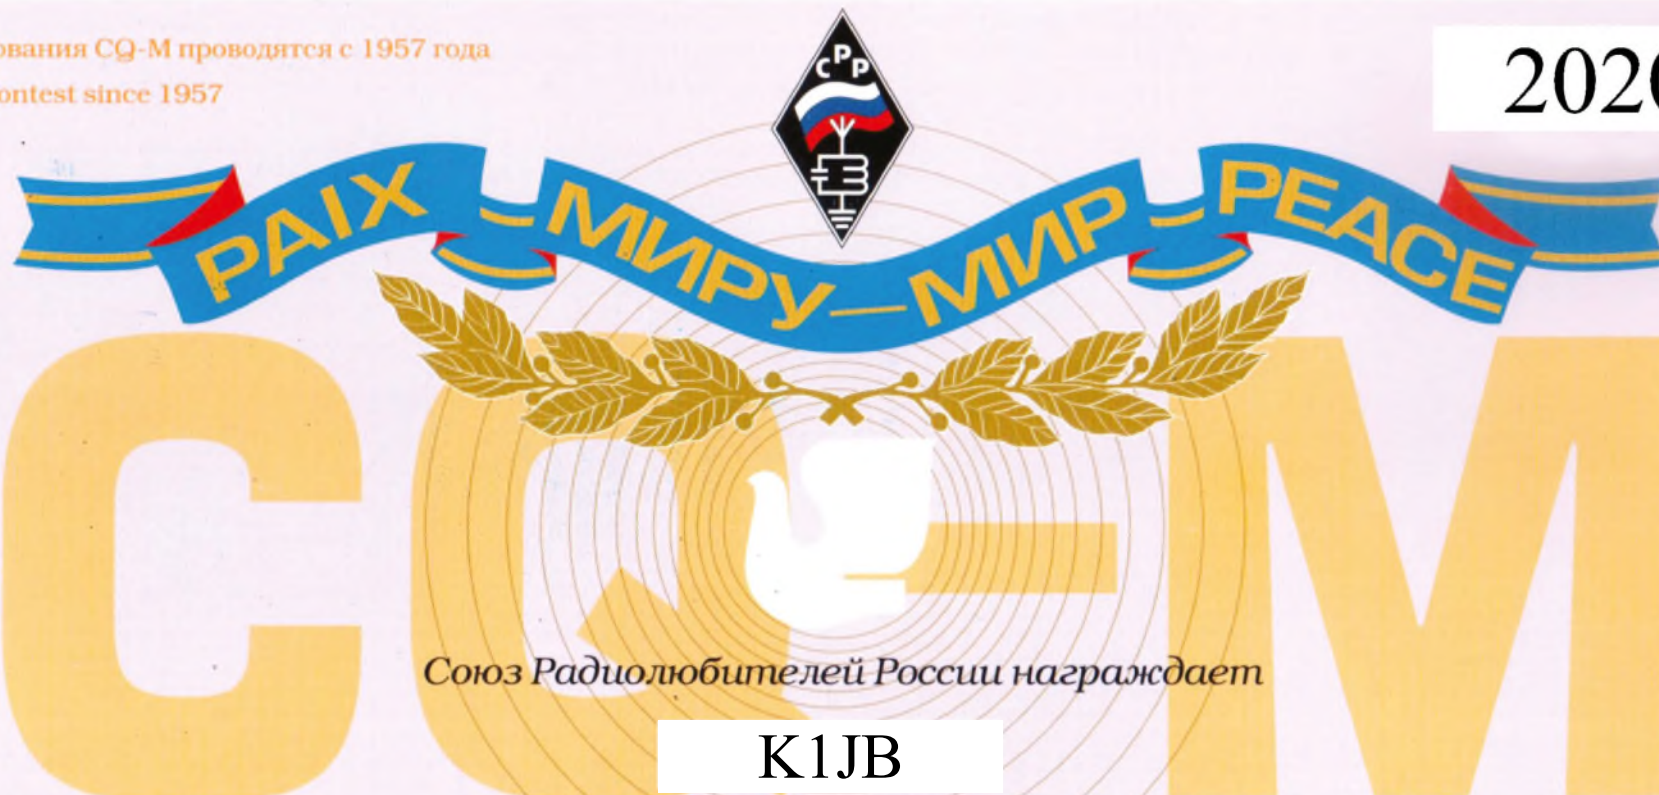 ования CQ-M проводятся с 1957 года
ontest since 1957
2020
СРР
PAIX МИРУ—МИР PEACE
CQ-M
Союз Радиолюбителей России награждает
K1JB